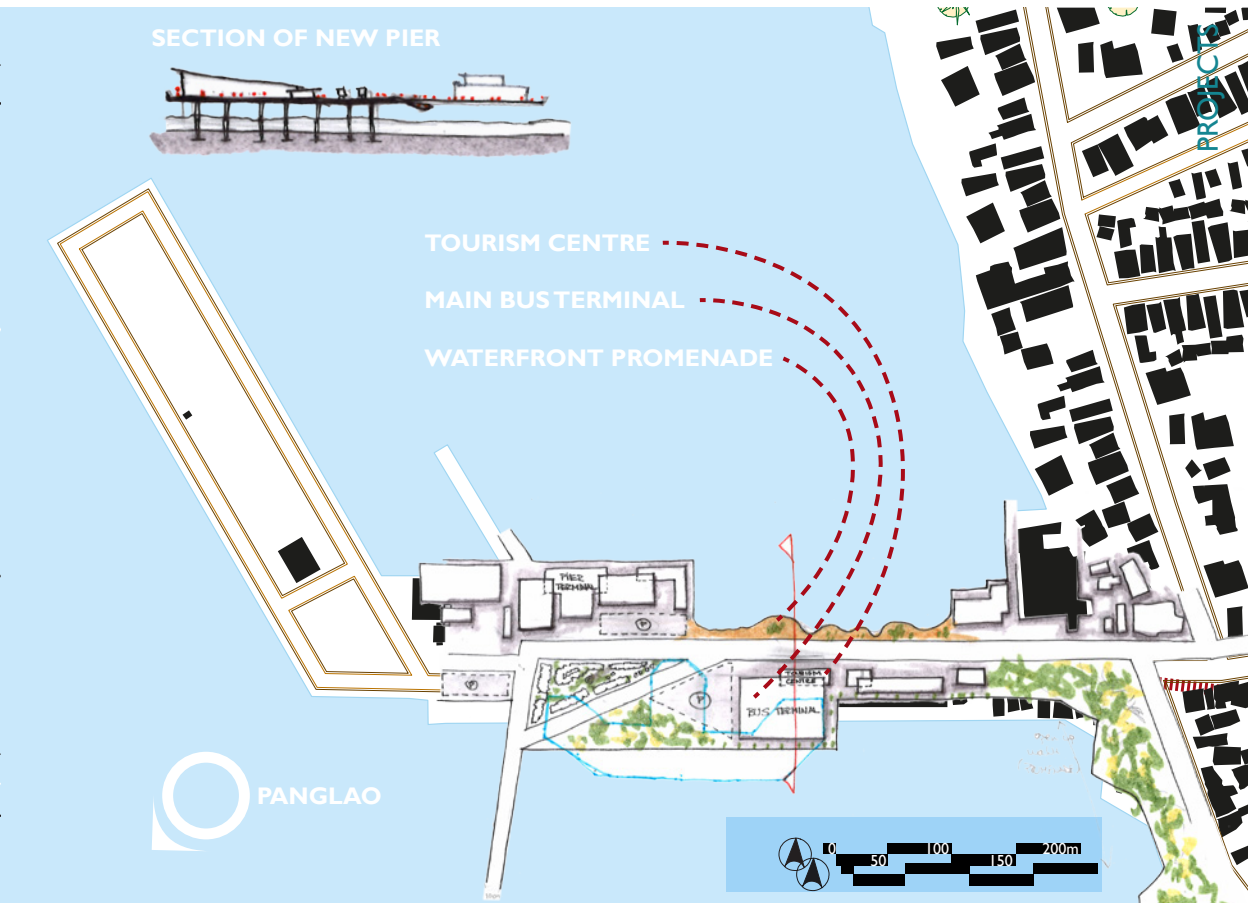 SECTION OF NEW PIER
PROJECTS
TOURISM CENTRE
MAIN BUS TERMINAL
WATERFRONT PROMENADE
PIER
TERMINAL
P
P
TOURISM
CENTRE
P
BUS TERMINAL
PANGLAO
0 100 200m
50 150